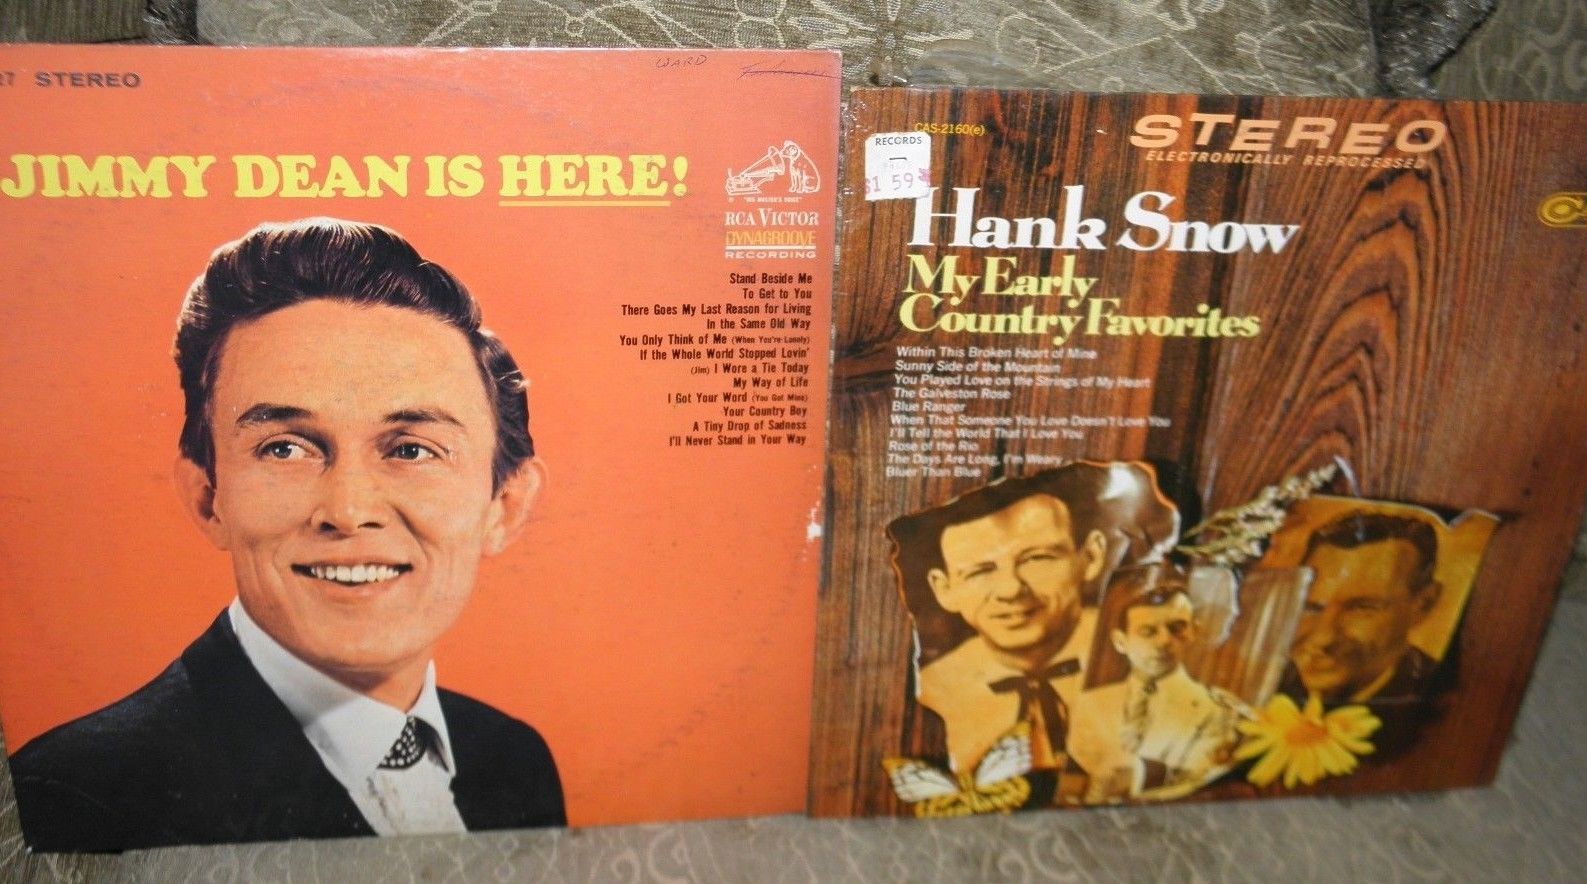 27 STEREO
WARD
JIMMY DEAN IS HERE!
"HIS MASTER'S VOICE"
RCA VICTOR
DYNAGROOVE
RECORDING
Stand Beside Me
To Get to You
There Goes My Last Reason for Living
In the Same Old Way
You Only Think of Me (When You're Lonely)
If the Whole World Stopped Lovin'
(Jim) I Wore a Tie Today
My Way of Life
I Got Your Word (You Got Mine)
Your Country Boy
A Tiny Drop of Sadness
I'll Never Stand in Your Way
CAS-2160(e)
STEREO
ELECTRONICALLY REPROCESSED
RECORDS
$1 59
Hank Snow
My Early
Country Favorites
Within This Broken Heart of Mine
Sunny Side of the Mountain
You Played Love on the Strings of My Heart
The Galveston Rose
Blue Ranger
When That Someone You Love Doesn't Love You
I'll Tell the World That I Love You
Rose of the Rio
The Days Are Long, I'm Weary
Bluer Than Blue